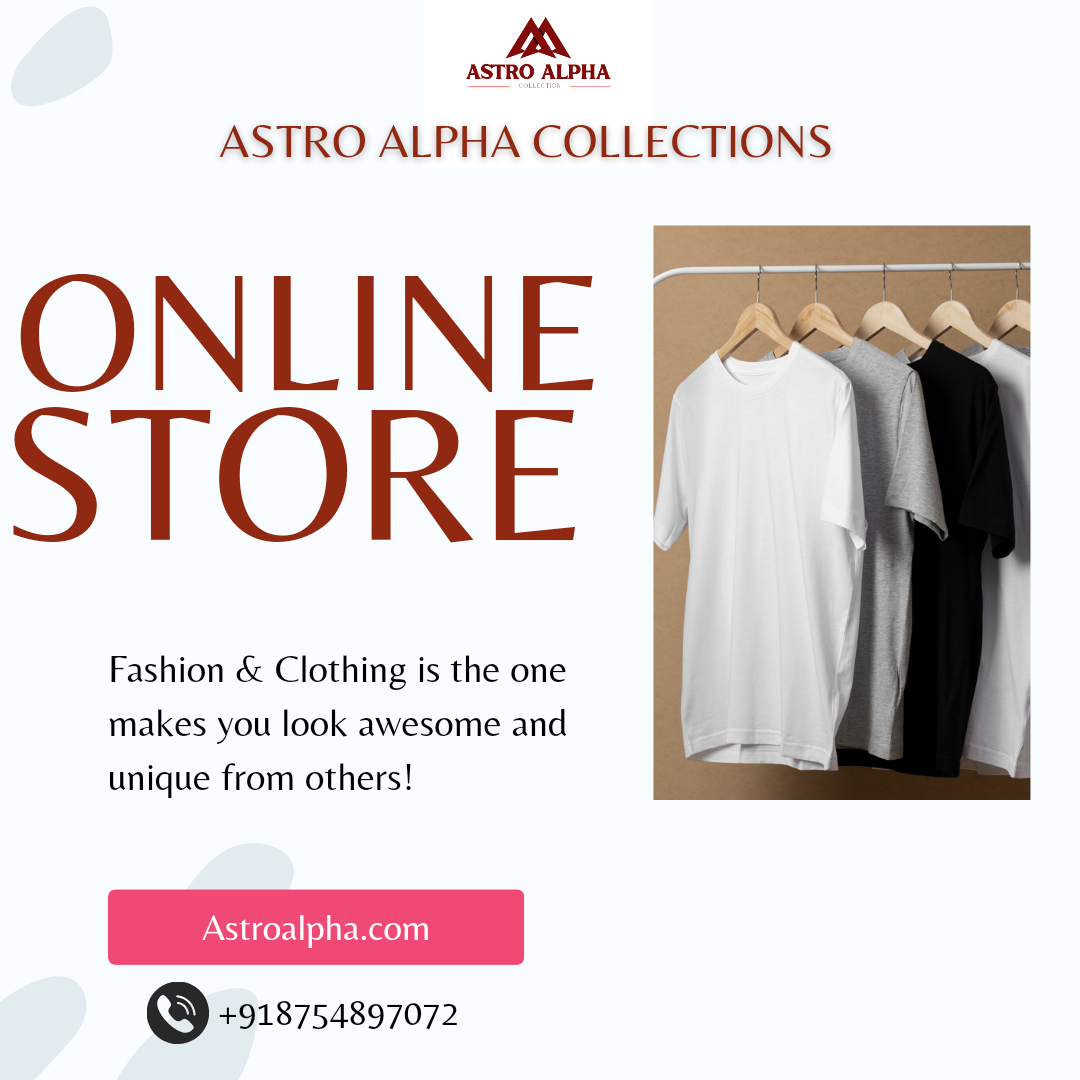 ASTRO ALPHA
COLLECTION
ASTRO ALPHA COLLECTIONS
ONLINE
STORE
Fashion & Clothing is the one
makes you look awesome and
unique from others!
Astroalpha.com
+918754897072